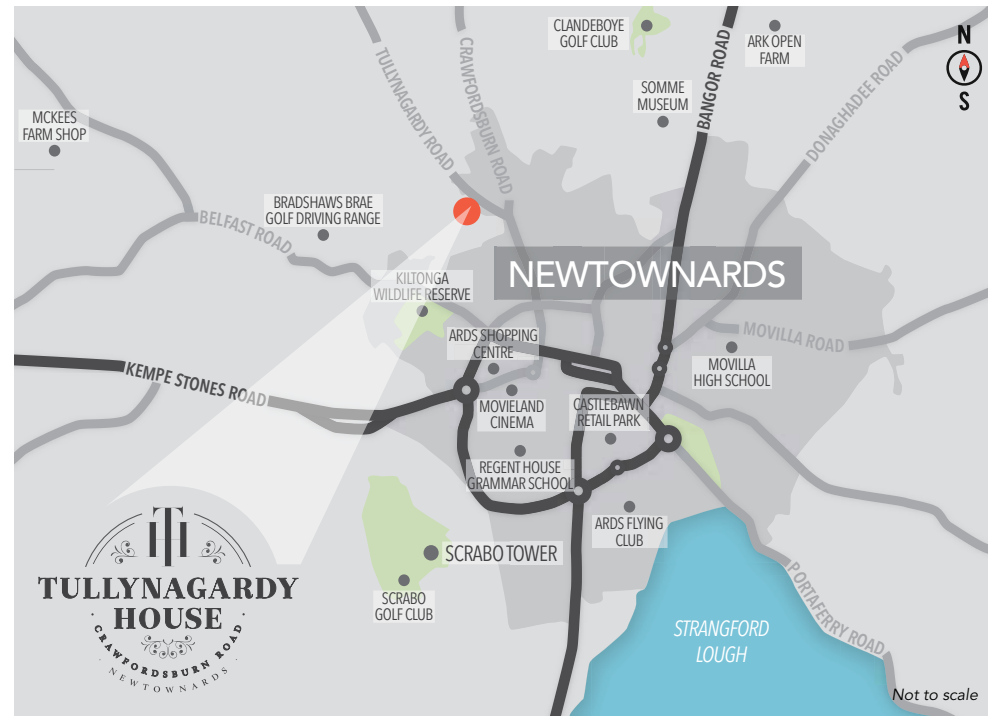 CLANDEBOYE
GOLF CLUB
ARK OPEN
FARM
N
S
TULLYNAGARDY ROAD
CRAWFORDSBURN ROAD
BANGOR ROAD
DONAGHADEE ROAD
SOMME
MUSEUM
MCKEES
FARM SHOP
BRADSHAWS BRAE
GOLF DRIVING RANGE
BELFAST ROAD
NEWTOWNARDS
KILTONGA
WILDLIFE RESERVE
ARDS SHOPPING
CENTRE
MOVILLA ROAD
MOVILLA
HIGH SCHOOL
KEMPE STONES ROAD
MOVIELAND
CINEMA
CASTLEBAWN
RETAIL PARK
REGENT HOUSE
GRAMMAR SCHOOL
ARDS FLYING
CLUB
SCRABO TOWER
SCRABO
GOLF CLUB
PORTAFERRY ROAD
STRANGFORD
LOUGH
TH
TULLYNAGARDY
HOUSE
· CRAWFORDSBURN ROAD ·
· NEWTOWNARDS ·
Not to scale